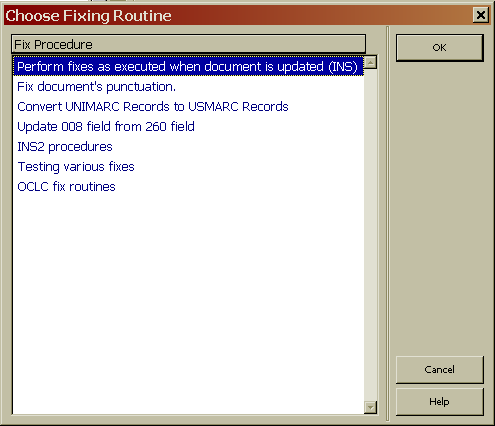 Choose Fixing Routine
Fix Procedure
Perform fixes as executed when document is updated (INS)
Fix document's punctuation.
Convert UNIMARC Records to USMARC Records
Update 008 field from 260 field
INS2 procedures
Testing various fixes
OCLC fix routines
OK
Cancel
Help